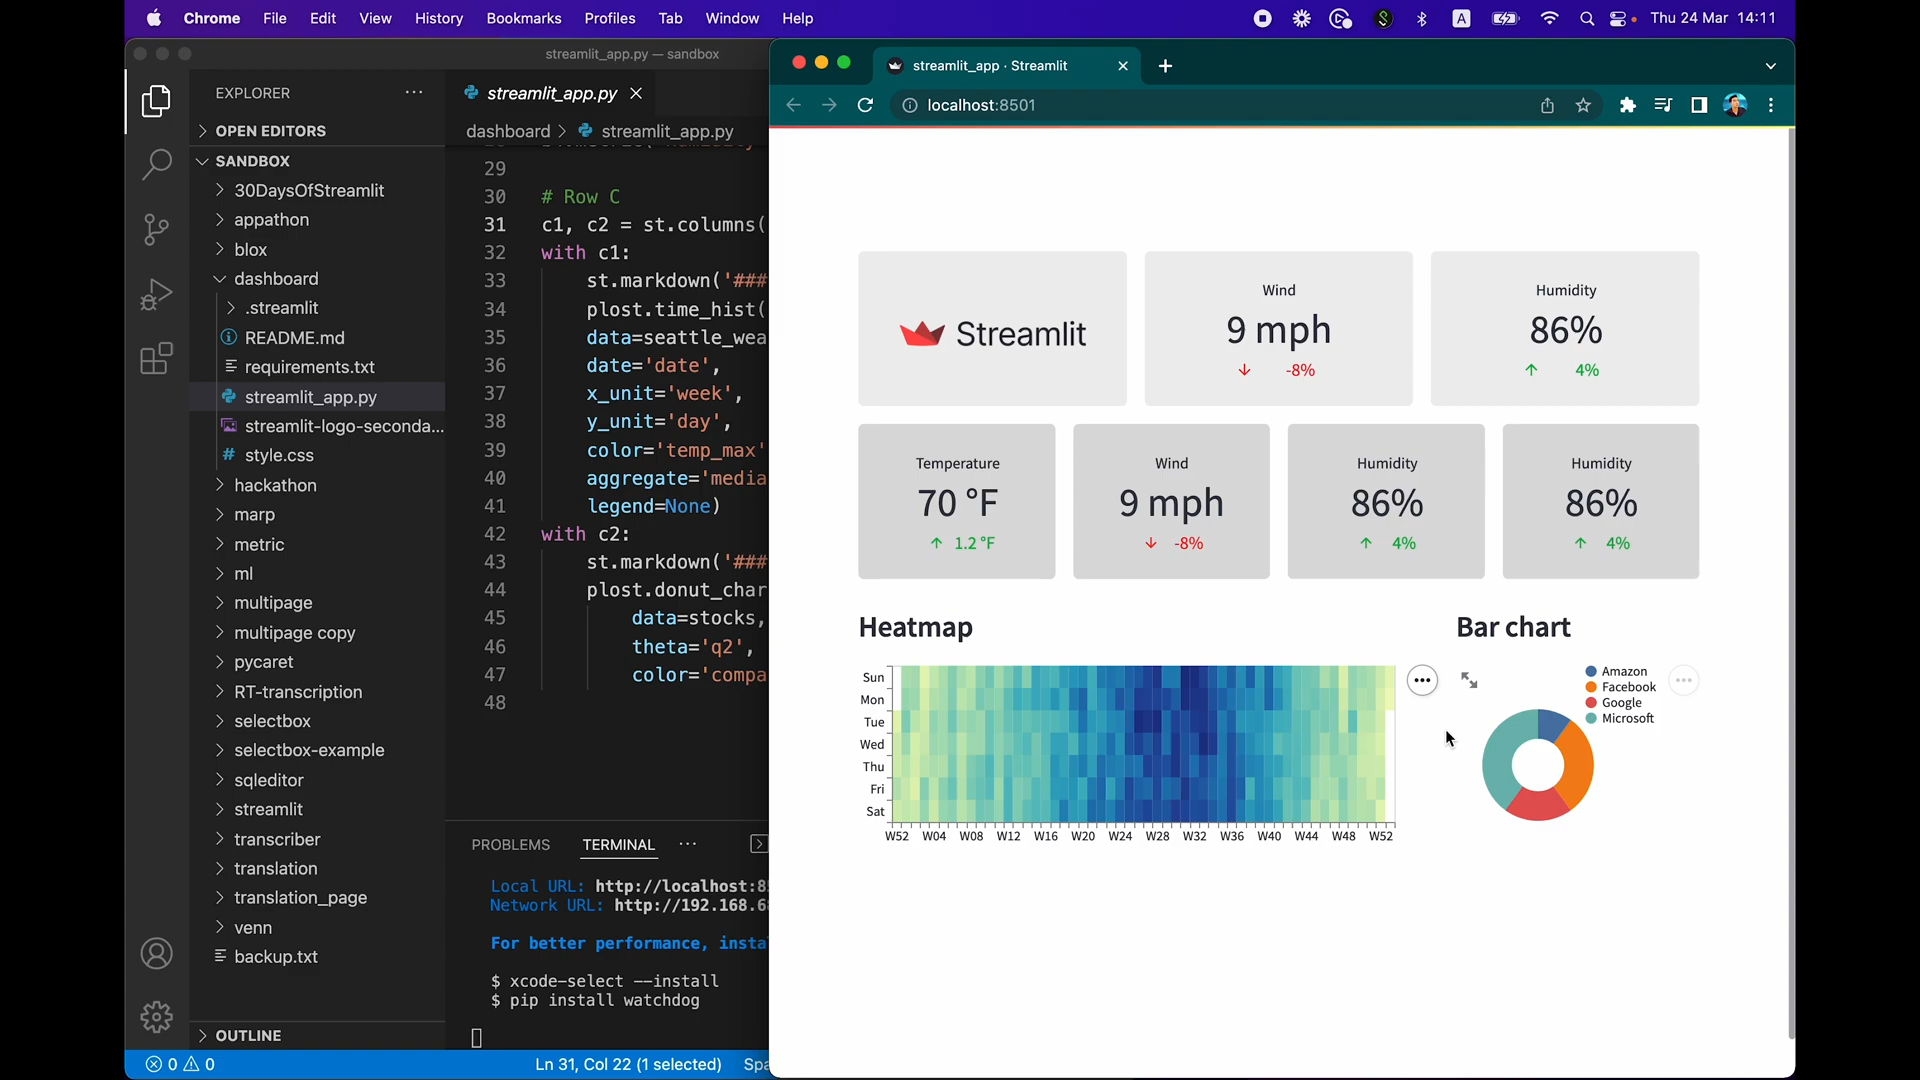 Chrome File Edit View History Bookmarks Profiles Tab Window Help
A
Thu 24 Mar 14:11
streamlit_app.py — sandbox
EXPLORER
OPEN EDITORS
SANDBOX
30DaysOfStreamlit
appathon
blox
dashboard
.streamlit
README.md
requirements.txt
streamlit_app.py
streamlit-logo-seconda...
# style.css
hackathon
marp
metric
ml
multipage
multipage copy
pycaret
RT-transcription
selectbox
selectbox-example
sqleditor
streamlit
transcriber
translation
translation_page
venn
backup.txt
OUTLINE
0 0
streamlit_app.py
dashboard > streamlit_app.py
29
30 # Row C
31 c1, c2 = st.columns(
32 with c1:
33 st.markdown('###
34 plost.time_hist(
35 data=seattle_wea
36 date='date',
37 x_unit='week',
38 y_unit='day',
39 color='temp_max'
40 aggregate='media
41 legend=None)
42 with c2:
43 st.markdown('###
44 plost.donut_char
45 data=stocks,
46 theta='q2',
47 color='compa
48
PROBLEMS TERMINAL
Local URL: http://localhost:8
Network URL: http://192.168.6
For better performance, insta
$ xcode-select --install
$ pip install watchdog
Ln 31, Col 22 (1 selected) Spa
streamlit_app · Streamlit
localhost:8501
Streamlit
Wind
9 mph
-8%
Humidity
86%
4%
Temperature
70 °F
1.2 °F
Wind
9 mph
-8%
Humidity
86%
4%
Humidity
86%
4%
Heatmap
Sun
Mon
Tue
Wed
Thu
Fri
Sat
W52 W04 W08 W12 W16 W20 W24 W28 W32 W36 W40 W44 W48 W52
Bar chart
Amazon
Facebook
Google
Microsoft